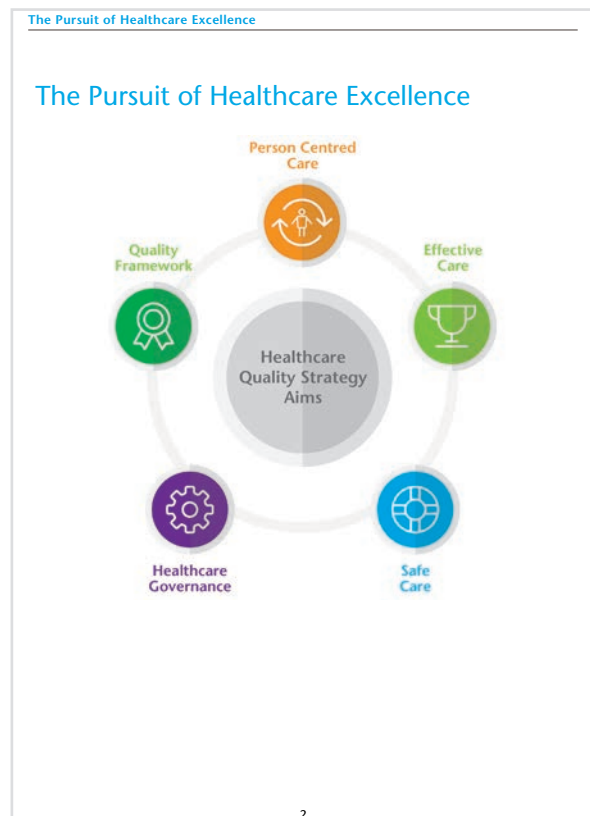 The Pursuit of Healthcare Excellence
The Pursuit of Healthcare Excellence
Person Centred
Care
Quality
Framework
Effective
Care
Healthcare
Quality Strategy
Aims
Healthcare
Governance
Safe
Care
2